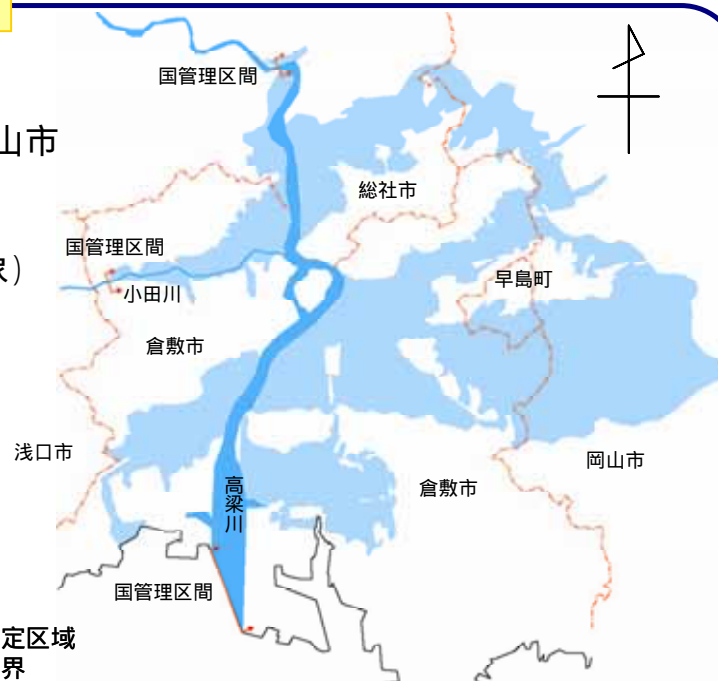 国管理区間
山市
総社市
国管理区間
早島町
小田川
倉敷市
浅口市
岡山市
倉敷市
高梁川
国管理区間
定区域
界